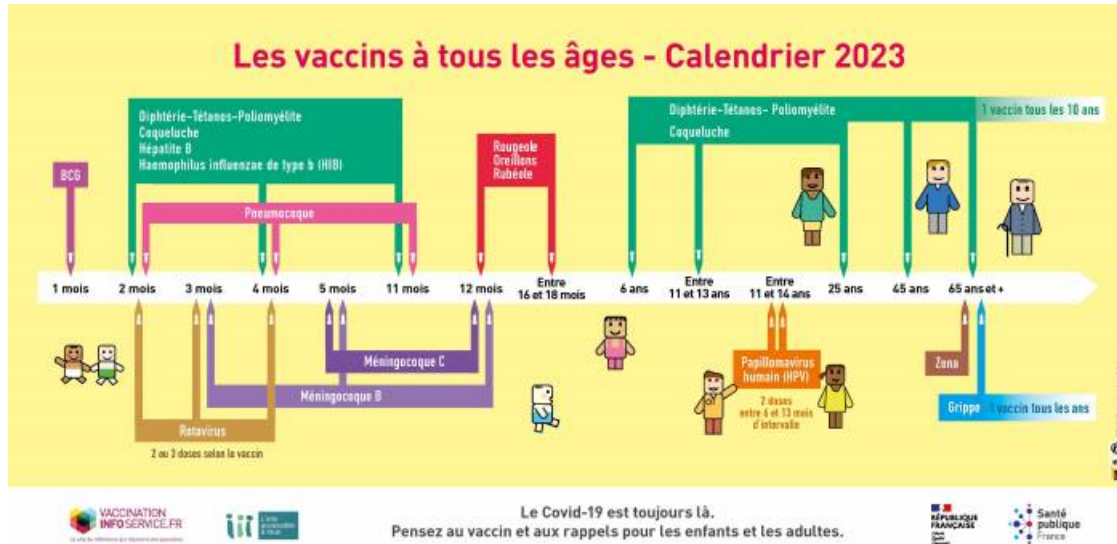 Les vaccins à tous les âges - Calendrier 2023
Diphtérie-Tétanos-Poliomyélite
Coqueluche
Hépatite B
Haemophilus influenzae de type b (HIB)
Rougeole
Oreillons
Rubéole
Diphtérie-Tétanos- Poliomyélite
Coqueluche
1 vaccin tous les 10 ans
BCG
Pneumocoque
1 mois
2 mois
3 mois
4 mois
5 mois
11 mois
12 mois
Entre
16 et 18 mois
6 ans
Entre
11 et 13 ans
Entre
11 et 14 ans
25 ans
45 ans
65 ans et +
Méningocoque C
Méningocoque B
Rotavirus
2 ou 3 doses selon le vaccin
Papillomavirus
humain (HPV)
2 doses
entre 6 et 13 mois
d'intervalle
Zona
Grippe
1 vaccin tous les ans
VACCINATION
INFO SERVICE.FR
Le Covid-19 est toujours là.
Pensez au vaccin et aux rappels pour les enfants et les adultes.
RÉPUBLIQUE
FRANÇAISE
Santé
publique
France